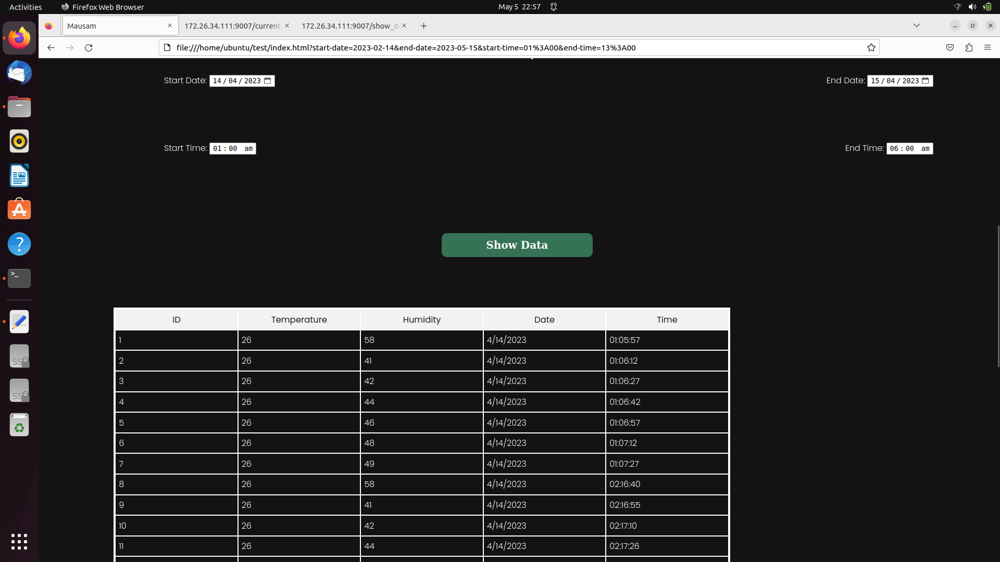 Activities Firefox Web Browser May 5 22:57
Mausam 172.26.34.111:9007/current_ 172.26.34.111:9007/show_d
file:///home/ubuntu/test/index.html?start-date=2023-02-14&end-date=2023-05-15&start-time=01%3A00&end-time=13%3A00
Start Date: 14/04/2023 End Date: 15/04/2023
Start Time: 01:00 am End Time: 06:00 am
Show Data
ID Temperature Humidity Date Time
1 26 58 4/14/2023 01:05:57
2 26 41 4/14/2023 01:06:12
3 26 42 4/14/2023 01:06:27
4 26 44 4/14/2023 01:06:42
5 26 46 4/14/2023 01:06:57
6 26 48 4/14/2023 01:07:12
7 26 49 4/14/2023 01:07:27
8 26 58 4/14/2023 02:16:40
9 26 41 4/14/2023 02:16:55
10 26 42 4/14/2023 02:17:10
11 26 44 4/14/2023 02:17:26